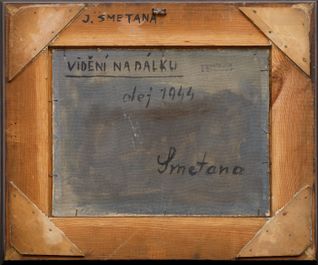 J. SMETANA
VIDĚNÍ NA DÁLKU
olej 1944
Smetana